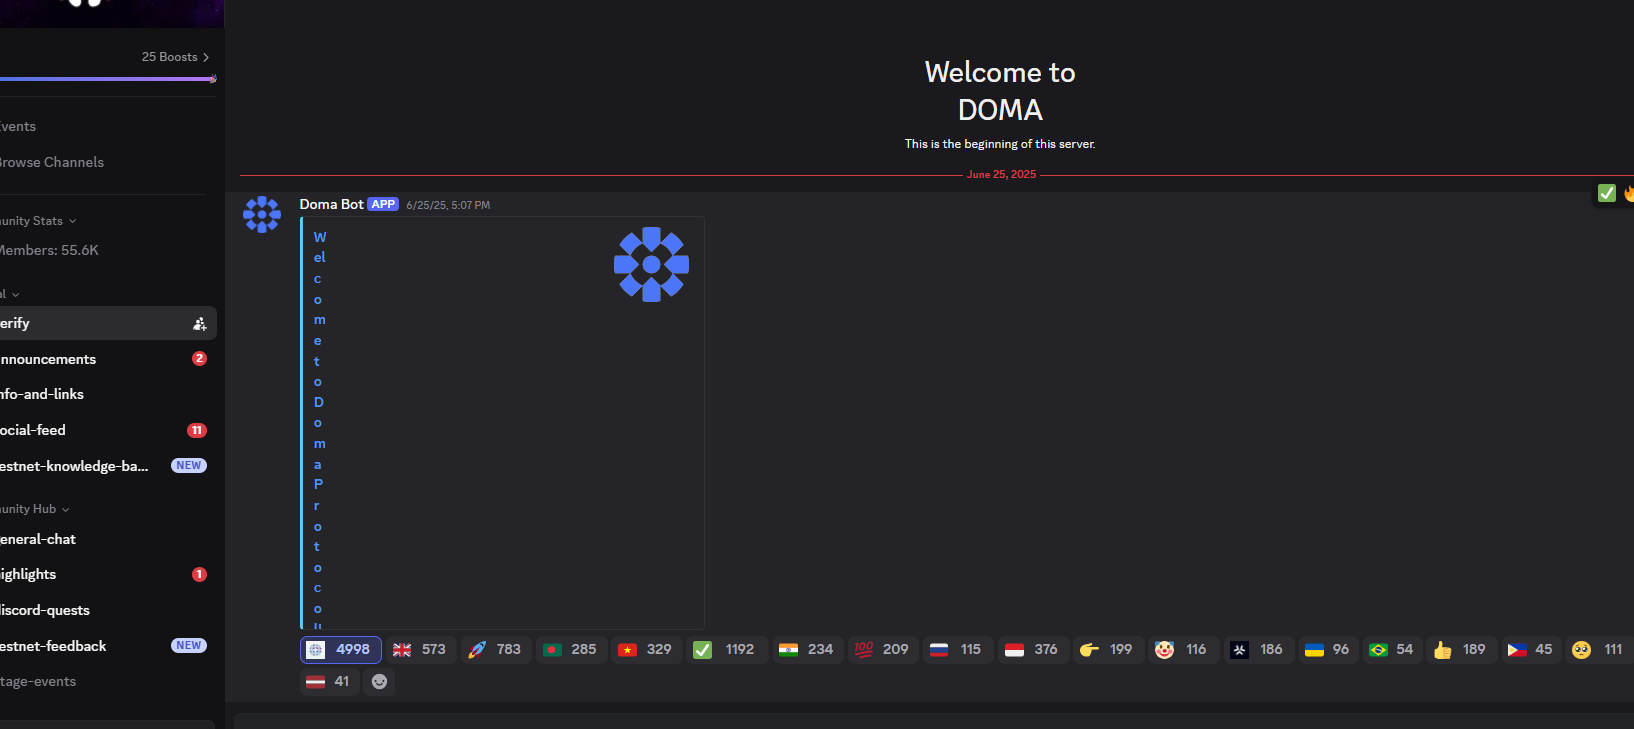 25 Boosts
Events
Browse Channels
unity Stats
Members: 55.6K
al
erify
nnouncements
2
nfo-and-links
ocial-feed
11
estnet-knowledge-ba...
NEW
unity Hub
eneral-chat
ighlights
1
iscord-quests
estnet-feedback
NEW
tage-events
Welcome to
DOMA
This is the beginning of this server.
June 25, 2025
Doma Bot APP 6/25/25, 5:07 PM
W
el
c
o
m
e
t
o
D
o
m
a
P
r
o
t
o
c
o
4998 573 783 285 329 1192 234 100 209 115 376 199 116 186 96 54 189 45 111
41